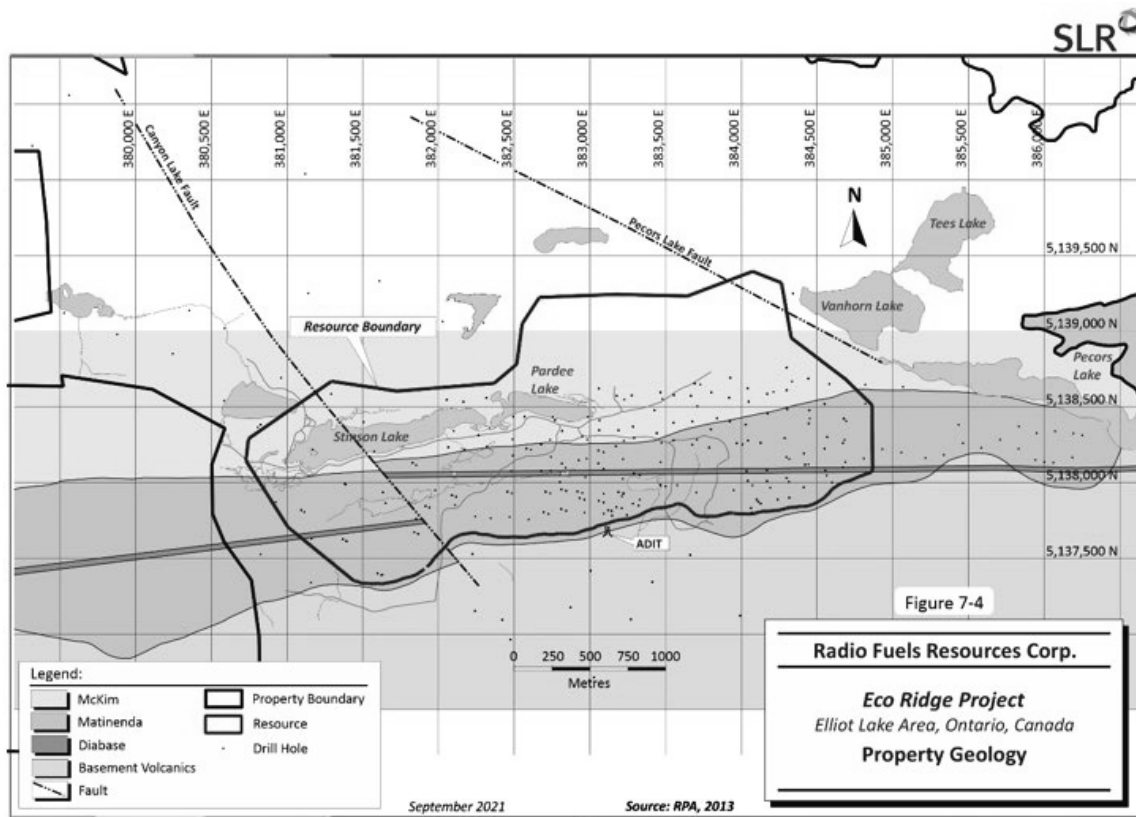 SLR
380,000 E
380,500 E
381,000 E
381,500 E
382,000 E
382,500 E
383,000 E
383,500 E
384,000 E
384,500 E
385,000 E
385,500 E
386,000 E
Canyon Lake Fault
Pecors Lake Fault
N
Tees Lake
5,139,500 N
Vanhorn Lake
Resource Boundary
5,139,000 N
Pecors
Lake
Pardee
Lake
5,138,500 N
Stinson Lake
5,138,000 N
ADIT
5,137,500 N
Figure 7-4
0 250 500 750 1000
Metres
Legend:
McKim
Matinenda
Diabase
Basement Volcanics
Fault
Property Boundary
Resource
Drill Hole
Radio Fuels Resources Corp.
Eco Ridge Project
Elliot Lake Area, Ontario, Canada
Property Geology
September 2021
Source: RPA, 2013